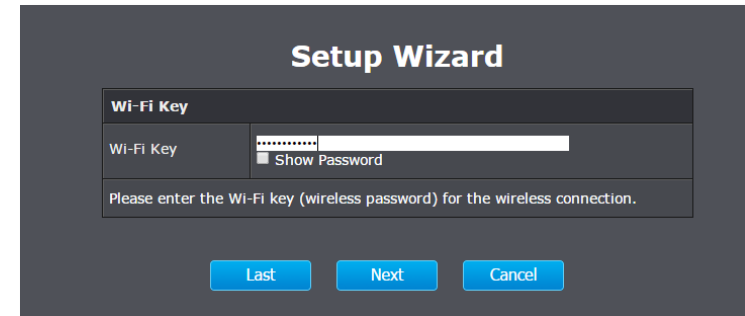 Setup Wizard
Wi-Fi Key
Wi-Fi Key
••••••••••••
Show Password
Please enter the Wi-Fi key (wireless password) for the wireless connection.
Last Next Cancel